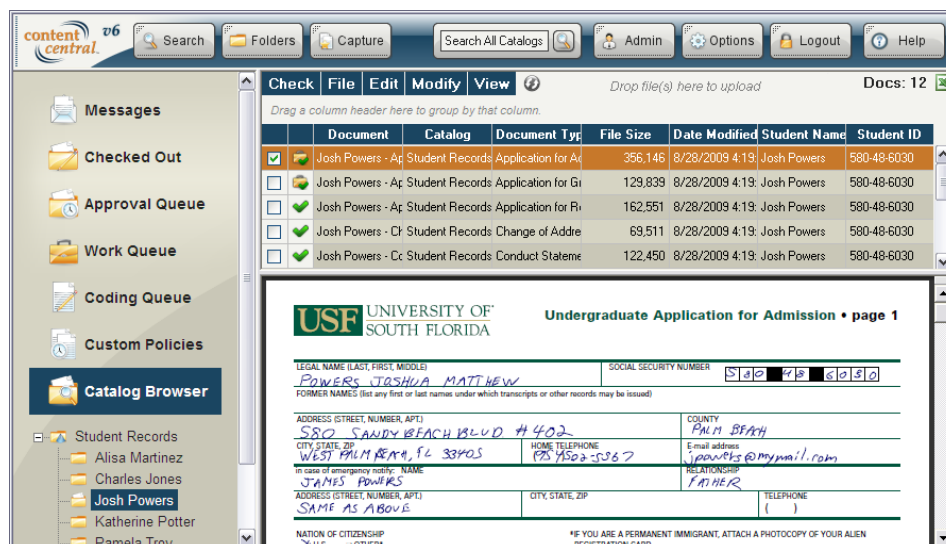 content central. v6 Search Folders Capture Search All Catalogs Admin Options Logout Help
Messages
Checked Out
Approval Queue
Work Queue
Coding Queue
Custom Policies
Catalog Browser
Student Records
Alisa Martinez
Charles Jones
Josh Powers
Katherine Potter
Pamela Troy
Check File Edit Modify View Drop file(s) here to upload Docs: 12
Drag a column header here to group by that column.
Document Catalog Document Typ File Size Date Modified Student Name Student ID
Josh Powers - Ap Student Records Application for Ad 356,146 8/28/2009 4:19: Josh Powers 580-48-6030
Josh Powers - Ap Student Records Application for Gr 129,839 8/28/2009 4:19: Josh Powers 580-48-6030
Josh Powers - Ap Student Records Application for Re 162,551 8/28/2009 4:19: Josh Powers 580-48-6030
Josh Powers - Ch Student Records Change of Addre 69,511 8/28/2009 4:19: Josh Powers 580-48-6030
Josh Powers - Cc Student Records Conduct Stateme 122,450 8/28/2009 4:19: Josh Powers 580-48-6030
USF UNIVERSITY OF
SOUTH FLORIDA
Undergraduate Application for Admission • page 1
LEGAL NAME (LAST, FIRST, MIDDLE) SOCIAL SECURITY NUMBER 580 48 6030
POWERS JOSHUA MATTHEW
FORMER NAMES (list any first or last names under which transcripts or other records may be issued)
ADDRESS (STREET, NUMBER, APT.) COUNTY
580 SANDY BEACH BLVD #402 PALM BEACH
CITY, STATE, ZIP HOME TELEPHONE E-mail address
WEST PALM BEACH, FL 33405 jpowers@mymail.com
in case of emergency notify: NAME RELATIONSHIP
JAMES POWERS FATHER
ADDRESS (STREET, NUMBER, APT.) CITY, STATE, ZIP TELEPHONE
SAME AS ABOVE ( )
NATION OF CITIZENSHIP *IF YOU ARE A PERMANENT IMMIGRANT, ATTACH A PHOTOCOPY OF YOUR ALIEN
REGISTRATION CARD